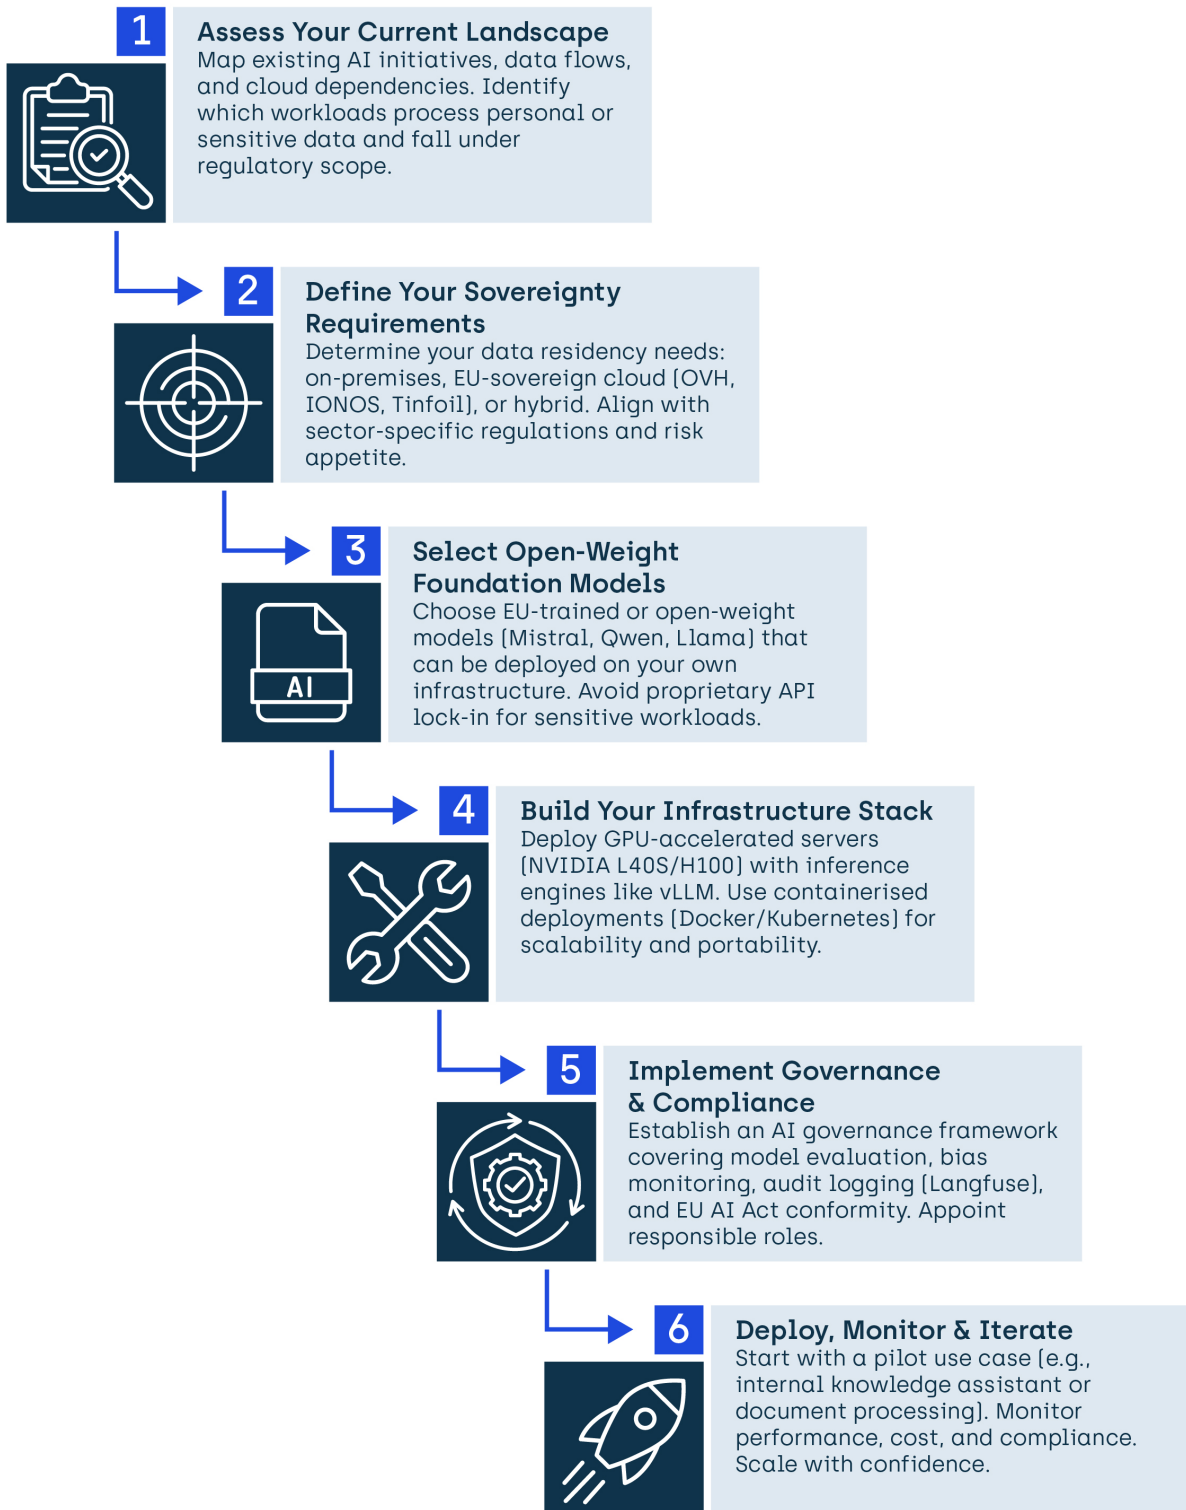 1
Assess Your Current Landscape
Map existing AI initiatives, data flows,
and cloud dependencies. Identify
which workloads process personal or
sensitive data and fall under
regulatory scope.
2
Define Your Sovereignty
Requirements
Determine your data residency needs:
on-premises, EU-sovereign cloud (OVH,
IONOS, Tinfoil), or hybrid. Align with
sector-specific regulations and risk
appetite.
3
Select Open-Weight
Foundation Models
Choose EU-trained or open-weight
models (Mistral, Qwen, Llama) that
can be deployed on your own
infrastructure. Avoid proprietary API
lock-in for sensitive workloads.
AI
4
Build Your Infrastructure Stack
Deploy GPU-accelerated servers
(NVIDIA L40S/H100) with inference
engines like vLLM. Use containerised
deployments (Docker/Kubernetes) for
scalability and portability.
5
Implement Governance
& Compliance
Establish an AI governance framework
covering model evaluation, bias
monitoring, audit logging (Langfuse),
and EU AI Act conformity. Appoint
responsible roles.
6
Deploy, Monitor & Iterate
Start with a pilot use case (e.g.,
internal knowledge assistant or
document processing). Monitor
performance, cost, and compliance.
Scale with confidence.